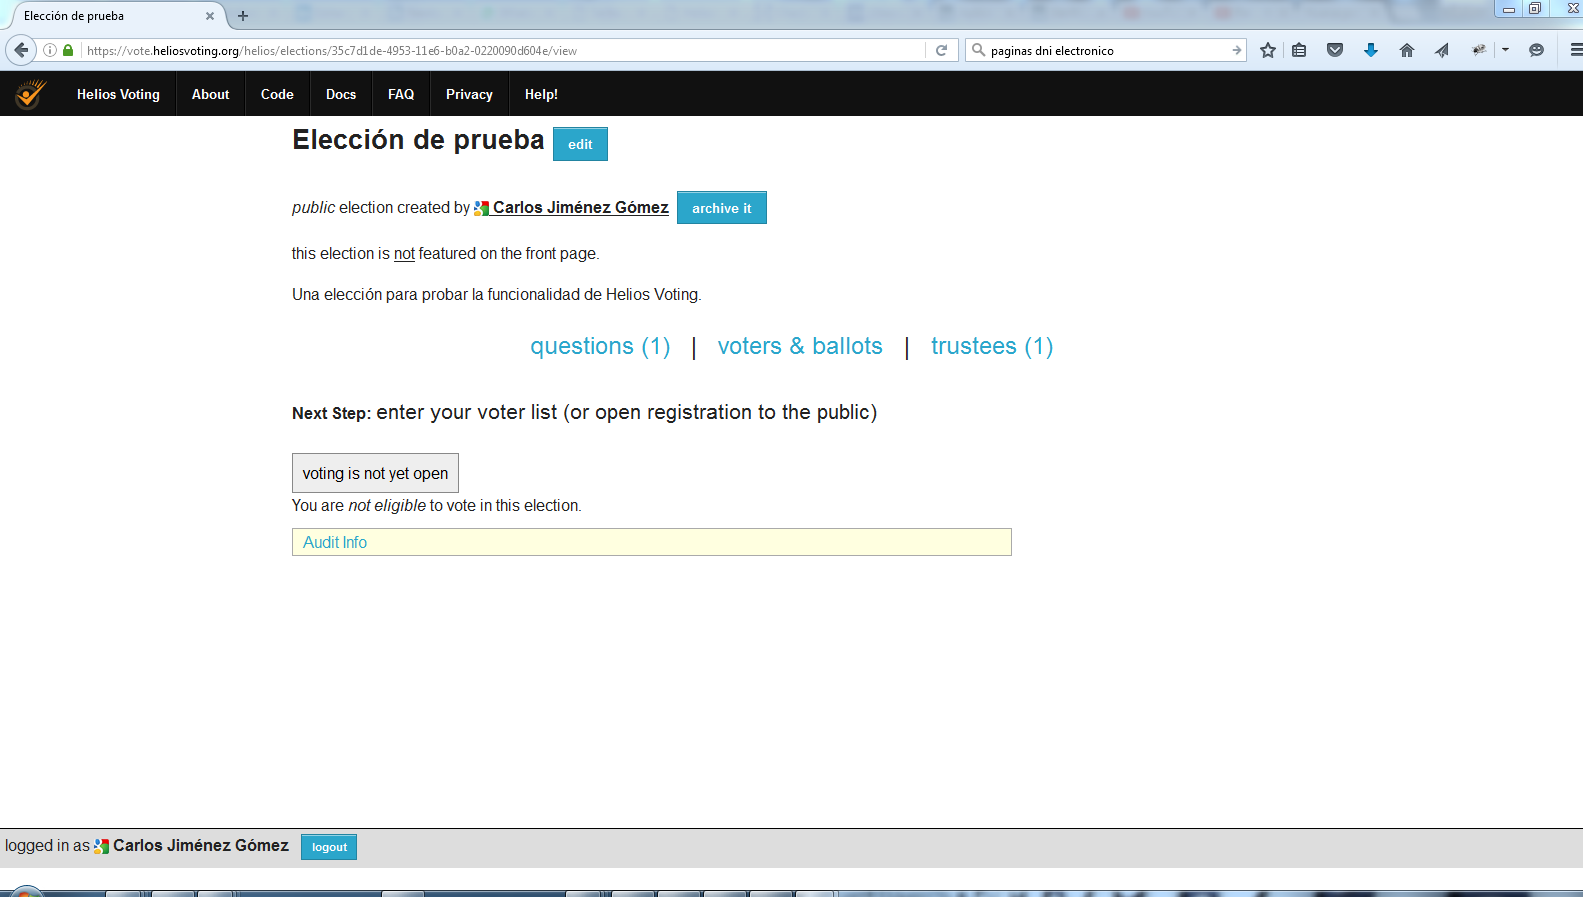 Elección de prueba
https://vote.heliosvoting.org/helios/elections/35c7d1de-4953-11e6-b0a2-0220090d604e/view
paginas dni electronico
Helios Voting About Code Docs FAQ Privacy Help!
Elección de prueba edit
public election created by Carlos Jiménez Gómez archive it
this election is not featured on the front page.
Una elección para probar la funcionalidad de Helios Voting.
questions (1) | voters & ballots | trustees (1)
Next Step: enter your voter list (or open registration to the public)
voting is not yet open
You are not eligible to vote in this election.
Audit Info
logged in as Carlos Jiménez Gómez logout